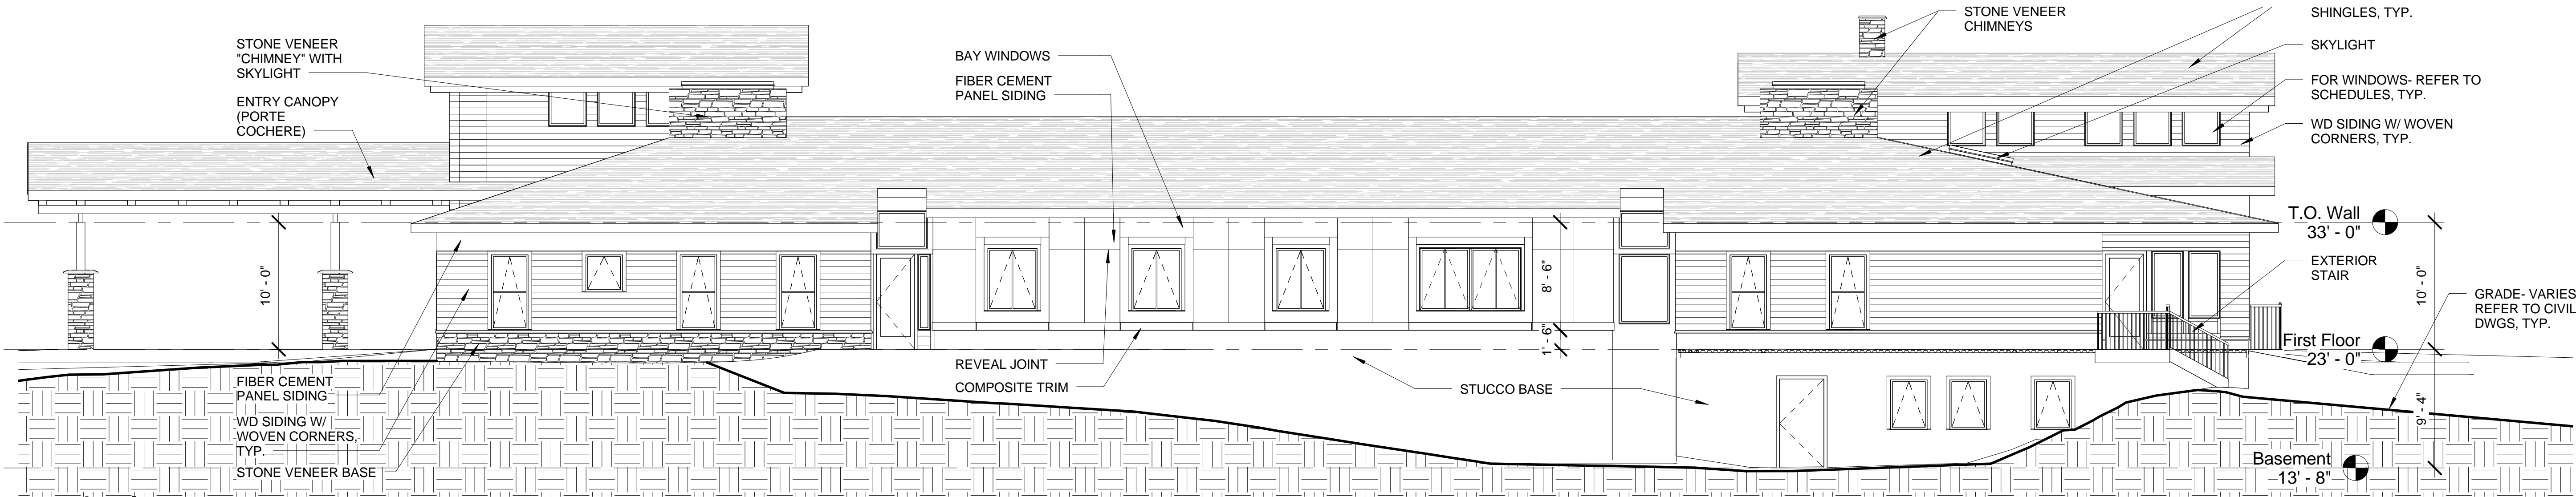 STONE VENEER
"CHIMNEY" WITH
SKYLIGHT
ENTRY CANOPY
(PORTE
COCHERE)
BAY WINDOWS
FIBER CEMENT
PANEL SIDING
STONE VENEER
CHIMNEYS
SHINGLES, TYP.
SKYLIGHT
FOR WINDOWS- REFER TO
SCHEDULES, TYP.
WD SIDING W/ WOVEN
CORNERS, TYP.
T.O. Wall
33' - 0"
EXTERIOR
STAIR
GRADE- VARIES
REFER TO CIVIL
DWGS, TYP.
10' - 0"
8' - 6"
1' - 6"
10' - 0"
First Floor
23' - 0"
REVEAL JOINT
COMPOSITE TRIM
STUCCO BASE
FIBER CEMENT
PANEL SIDING
WD SIDING W/
WOVEN CORNERS,
TYP.
STONE VENEER BASE
9' - 4"
Basement
13' - 8"